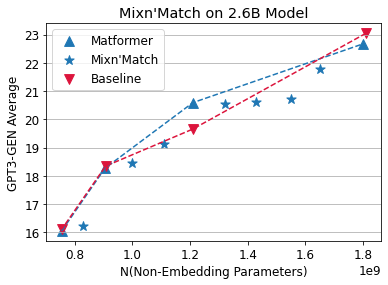 Mixn'Match on 2.6B Model
Matformer
Mixn'Match
Baseline
GPT3-GEN Average
23
22
21
20
19
18
17
16
0.8
1.0
1.2
1.4
1.6
1.8
1e9
N(Non-Embedding Parameters)